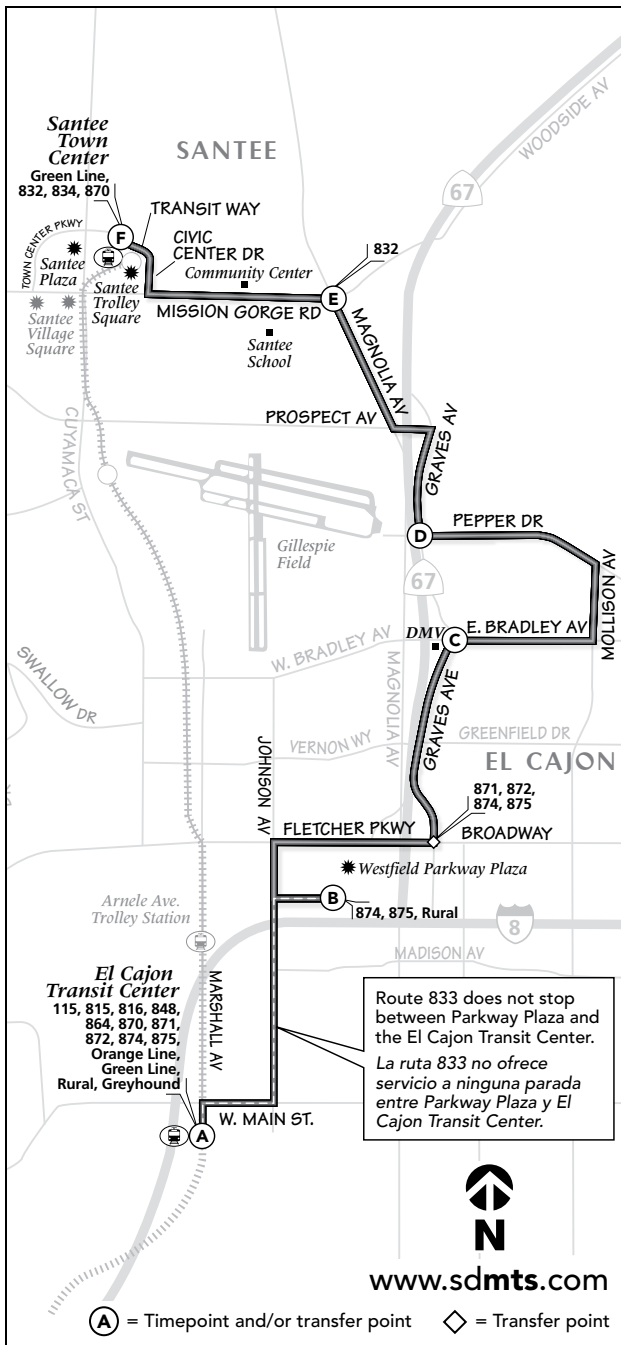 WOODSIDE AV
Santee
Town
Center
Green Line,
832, 834, 870
SANTEE
67
TRANSIT WAY
TOWN CENTER PKWY
F
CIVIC
CENTER DR
832
Santee
Plaza
Santee
Trolley
Square
Community Center
E
MISSION GORGE RD
Santee
Village
Square
Santee
School
MAGNOLIA AV
PROSPECT AV
GRAVES AV
CUYAMACA ST
D
PEPPER DR
Gillespie
Field
67
MOLLISON AV
DMV
C
E. BRADLEY AV
W. BRADLEY AV
MAGNOLIA AV
SWALLOW DR
GRAVES AVE
VERNON WY
GREENFIELD DR
JOHNSON AV
EL CAJON
871, 872,
874, 875
FLETCHER PKWY
BROADWAY
Westfield Parkway Plaza
B
874, 875, Rural
Arnele Ave.
Trolley Station
8
MADISON AV
El Cajon
Transit Center
115, 815, 816, 848,
864, 870, 871,
872, 874, 875,
Orange Line,
Green Line,
Rural, Greyhound
MARSHALL AV
Route 833 does not stop
between Parkway Plaza and
the El Cajon Transit Center.
La ruta 833 no ofrece
servicio a ninguna parada
entre Parkway Plaza y El
Cajon Transit Center.
A
W. MAIN ST.
N
www.sdmts.com
A = Timepoint and/or transfer point
= Transfer point